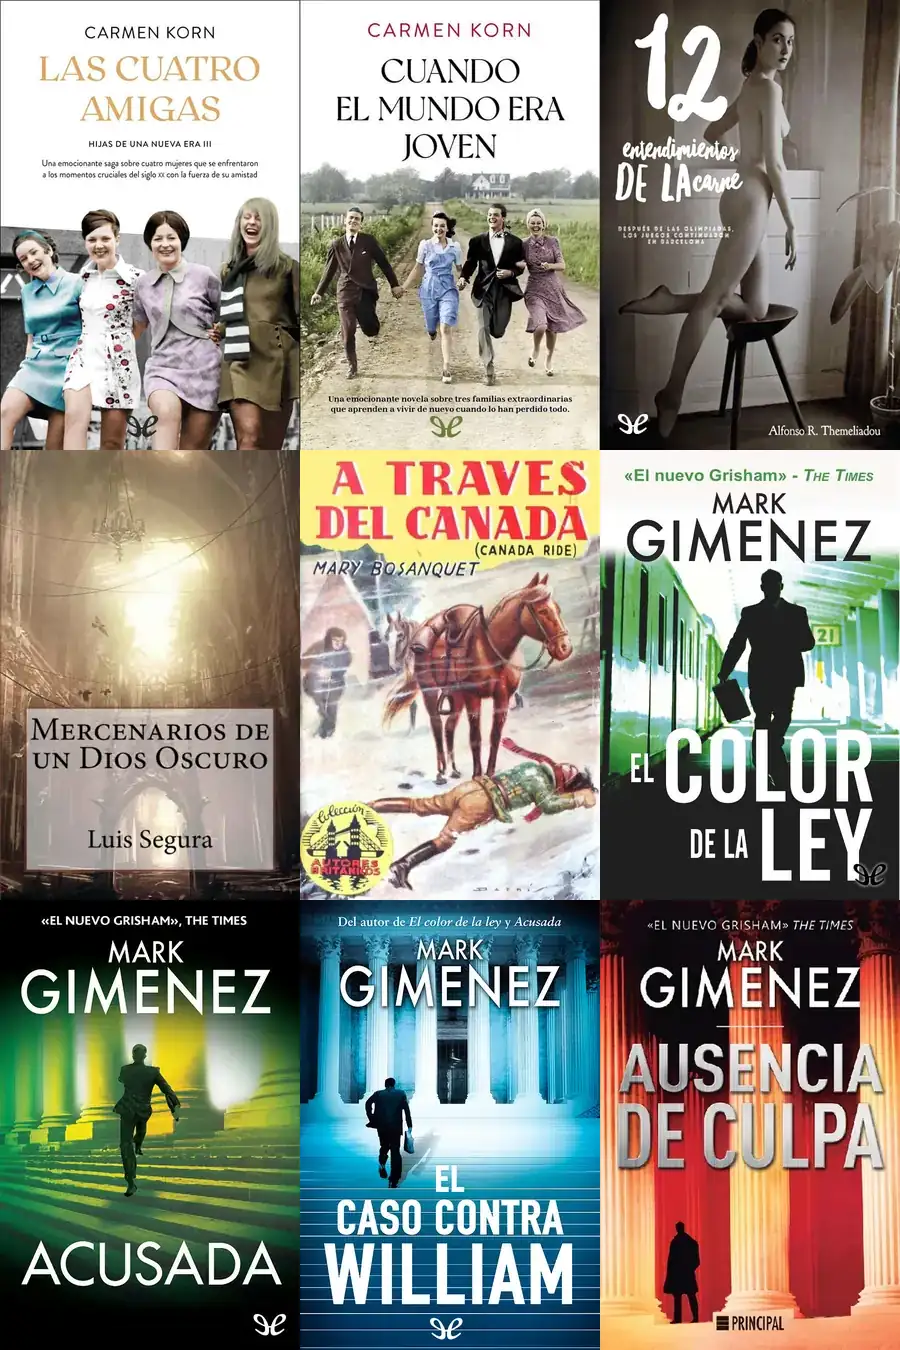 CARMEN KORN
LAS CUATRO
AMIGAS
HIJAS DE UNA NUEVA ERA III
Una emocionante saga sobre cuatro mujeres que se enfrentaron
a los momentos cruciales del siglo XX con la fuerza de su amistad
CARMEN KORN
CUANDO
EL MUNDO ERA
JOVEN
Una emocionante novela sobre tres familias extraordinarias
que aprenden a vivir de nuevo cuando lo han perdido todo.
12
entendimientos
DE LA carne
DESPUÉS DE LAS OLIMPIADAS,
LOS JUEGOS CONTINUARON
EN BARCELONA
Alfonso R. Themeliadou
MERCENARIOS DE
UN DIOS OSCURO
Luis Segura
A TRAVES
DEL CANADA
(CANADA RIDE)
MARY BOSANQUET
Colección
AUTORES
BRITANICOS
«El nuevo Grisham» - THE TIMES
MARK
GIMENEZ
21
EL COLOR
DE LA LEY
«EL NUEVO GRISHAM», THE TIMES
MARK
GIMENEZ
ACUSADA
Del autor de El color de la ley y Acusada
MARK
GIMENEZ
EL
CASO CONTRA
WILLIAM
«EL NUEVO GRISHAM» THE TIMES
MARK
GIMENEZ
AUSENCIA
DE CULPA
PRINCIPAL